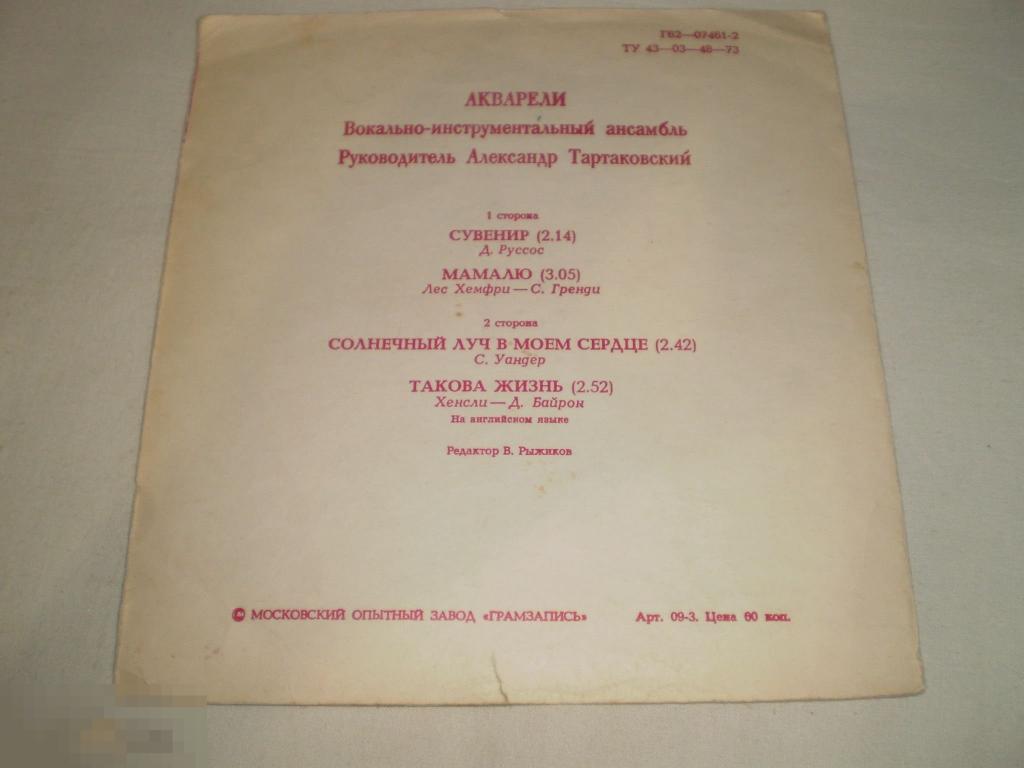 Г62—07461-2
ТУ 43—03—48—73
АКВАРЕЛИ
Вокально-инструментальный ансамбль
Руководитель Александр Тартаковский
1 сторона
СУВЕНИР (2.14)
Д. Руссос
МАМАЛЮ (3.05)
Лес Хемфри — С. Гренди
2 сторона
СОЛНЕЧНЫЙ ЛУЧ В МОЕМ СЕРДЦЕ (2.42)
С. Уандер
ТАКОВА ЖИЗНЬ (2.52)
Хенсли — Д. Байрон
На английском языке
Редактор В. Рыжиков
МОСКОВСКИЙ ОПЫТНЫЙ ЗАВОД «ГРАМЗАПИСЬ» Арт. 09-3. Цена 60 коп.